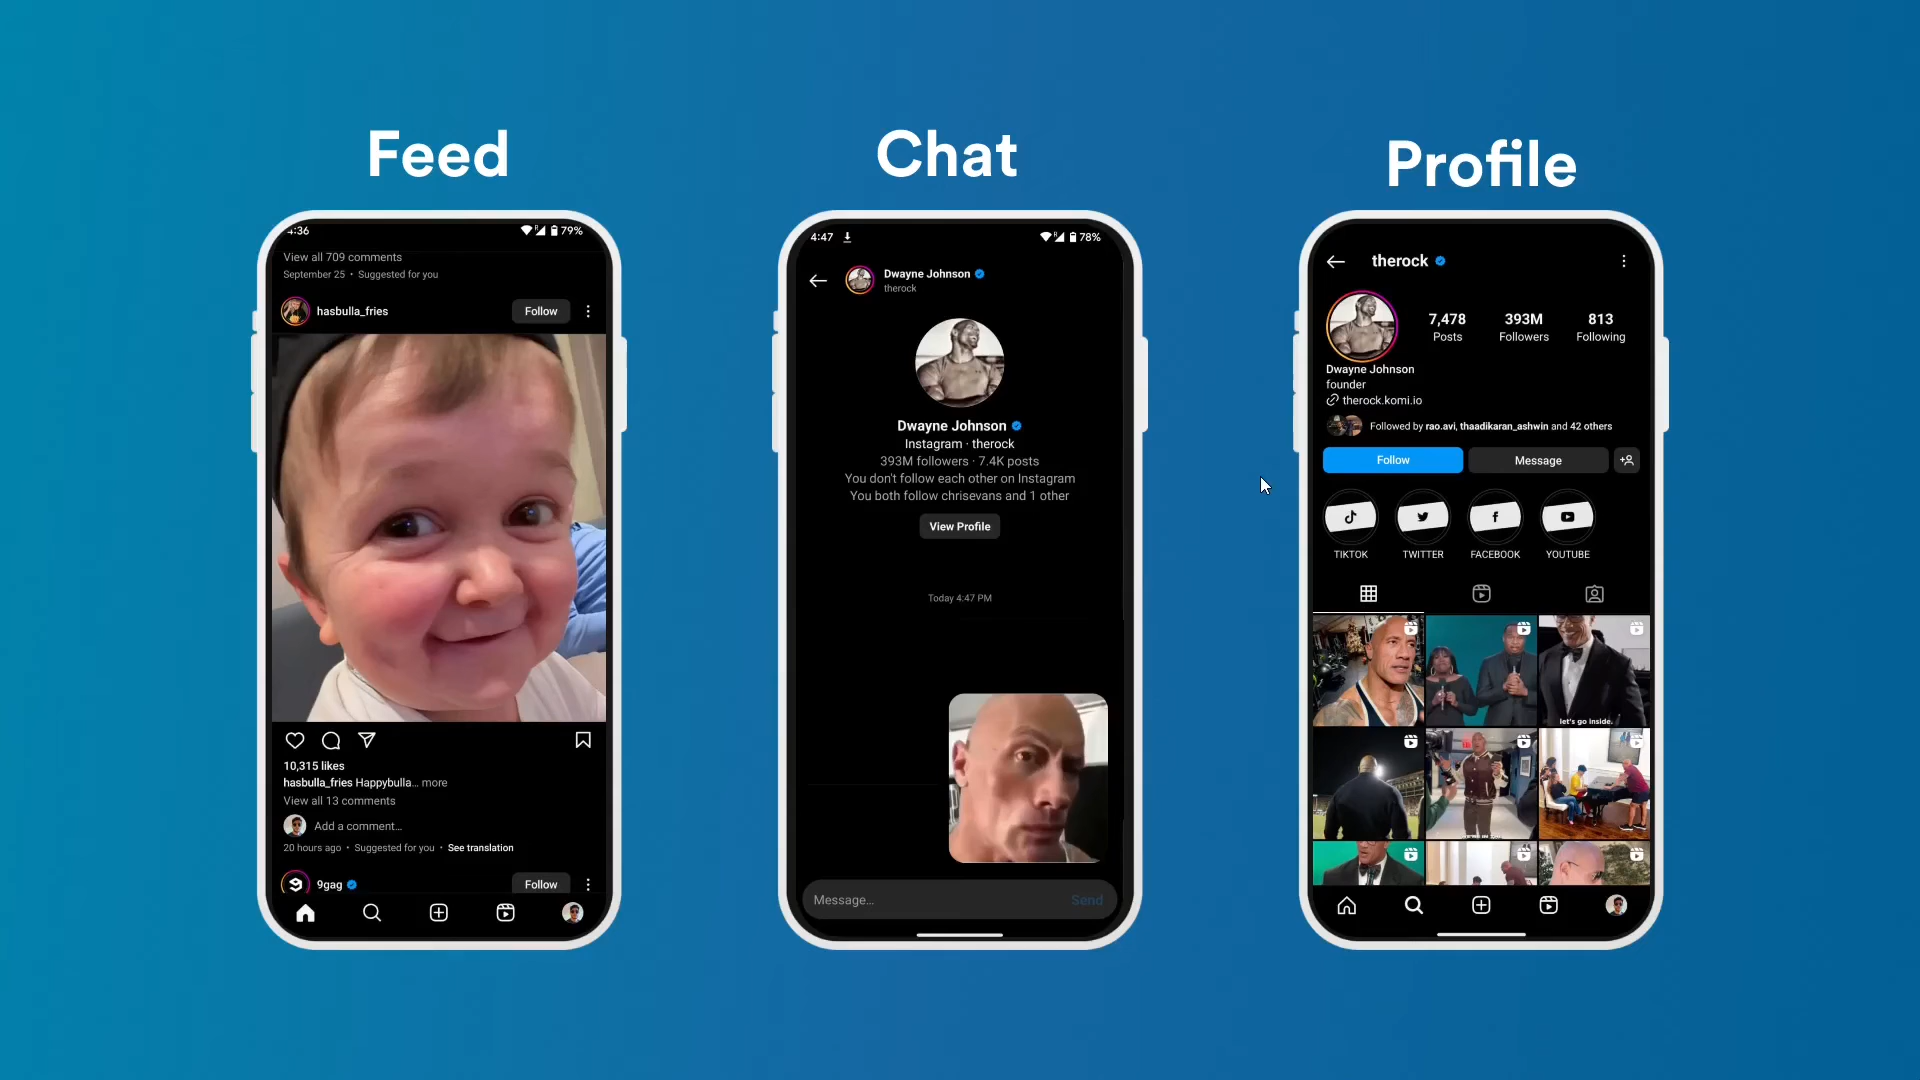 Feed
Chat
Profile
4:36
79%
View all 709 comments
September 25 • Suggested for you
hasbulla_fries
Follow
10,315 likes
hasbulla_fries Happybulla... more
View all 13 comments
Add a comment...
20 hours ago • Suggested for you • See translation
9gag
Follow
4:47
78%
Dwayne Johnson
therock
Dwayne Johnson
Instagram · therock
393M followers · 7.4K posts
You don't follow each other on Instagram
You both follow chrisevans and 1 other
View Profile
Today 4:47 PM
Message...
Send
therock
7,478
393M
813
Posts
Followers
Following
Dwayne Johnson
founder
therock.komi.io
Followed by rao.avi, thaadikaran_ashwin and 42 others
Follow
Message
TIKTOK
TWITTER
FACEBOOK
YOUTUBE
let's go inside.